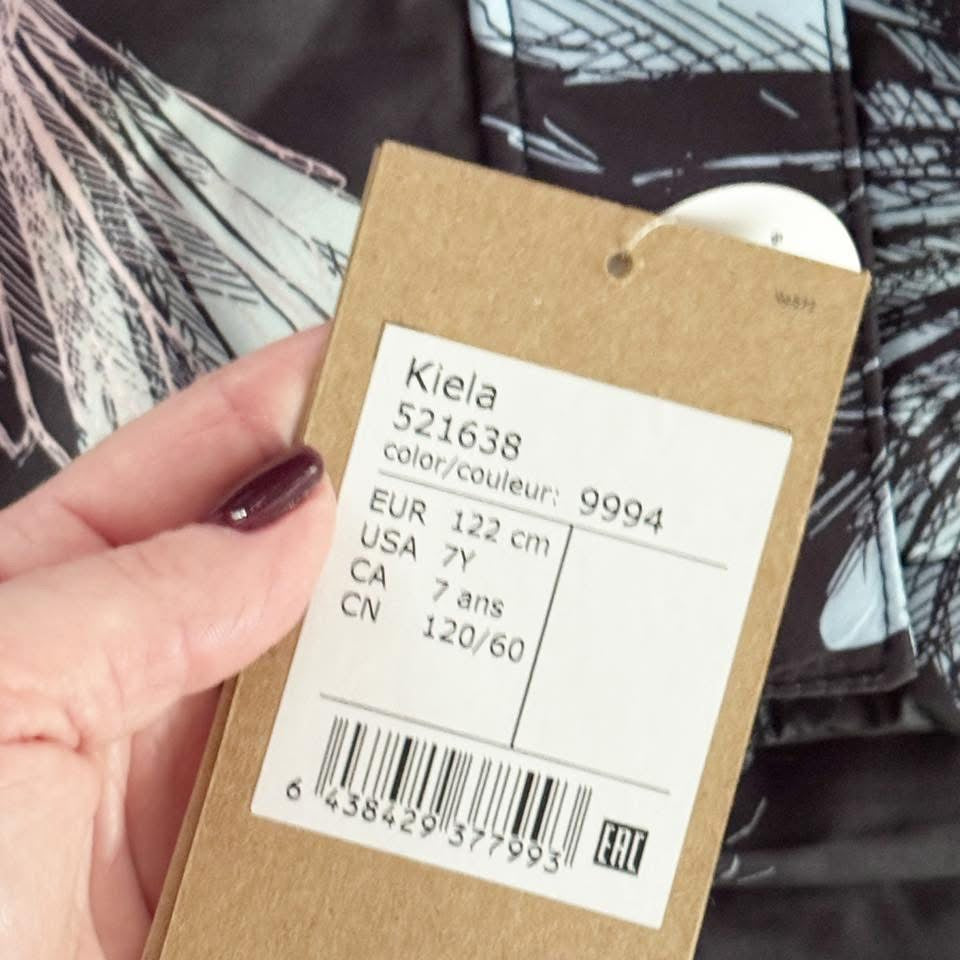 Kiela
521638
color/couleur: 9994
EUR 122 cm
USA 7Y
CA 7 ans
CN 120/60
6 438429 377993
EAC